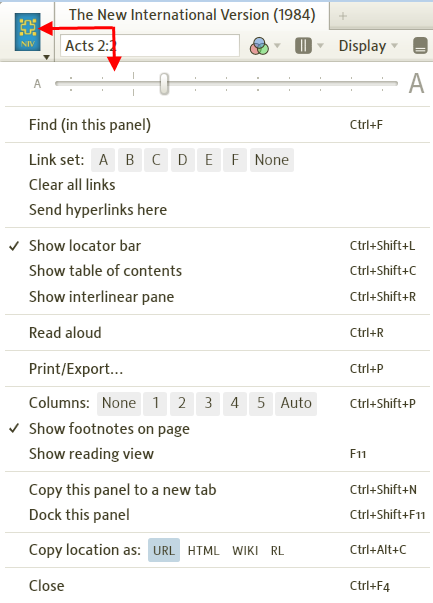 The New International Version (1984)
NIV
Acts 2:2
Display
A A
Find (in this panel) Ctrl+F
Link set: A B C D E F None
Clear all links
Send hyperlinks here
Show locator bar Ctrl+Shift+L
Show table of contents Ctrl+Shift+C
Show interlinear pane Ctrl+Shift+R
Read aloud Ctrl+R
Print/Export... Ctrl+P
Columns: None 1 2 3 4 5 Auto Ctrl+Shift+P
Show footnotes on page
Show reading view F11
Copy this panel to a new tab Ctrl+Shift+N
Dock this panel Ctrl+Shift+F11
Copy location as: URL HTML WIKI RL Ctrl+Alt+C
Close Ctrl+F4